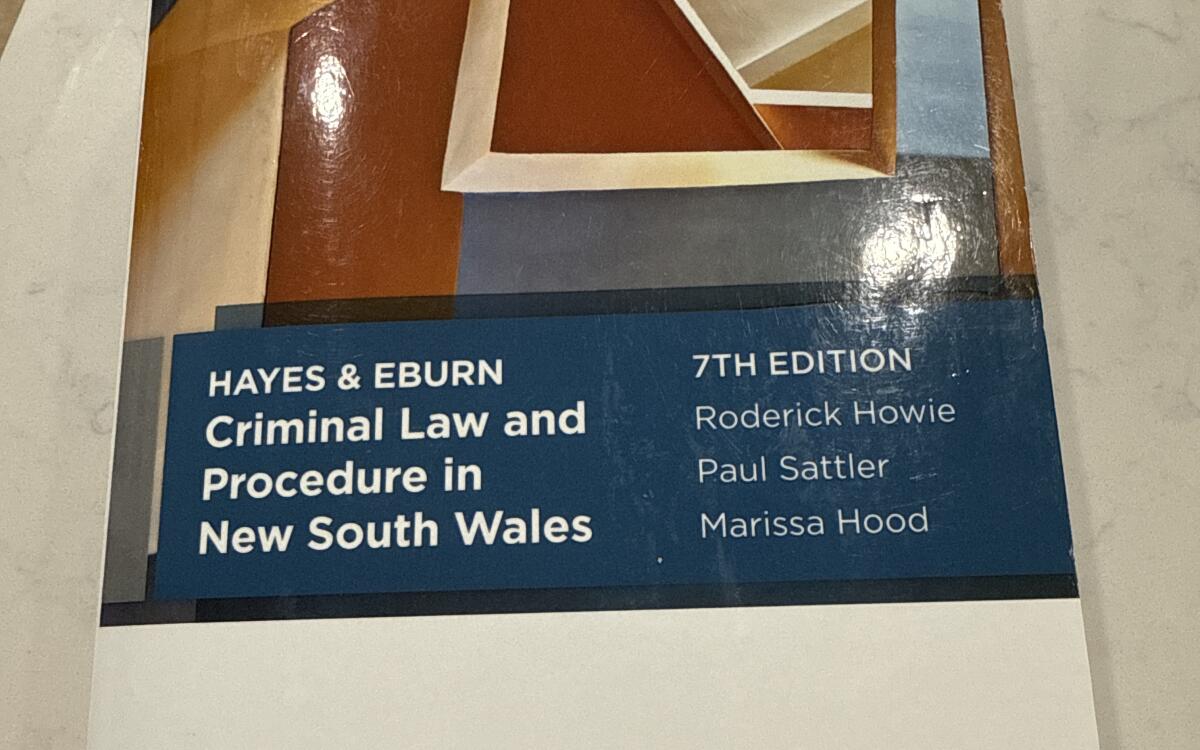 HAYES & EBURN
Criminal Law and
Procedure in
New South Wales
7TH EDITION
Roderick Howie
Paul Sattler
Marissa Hood